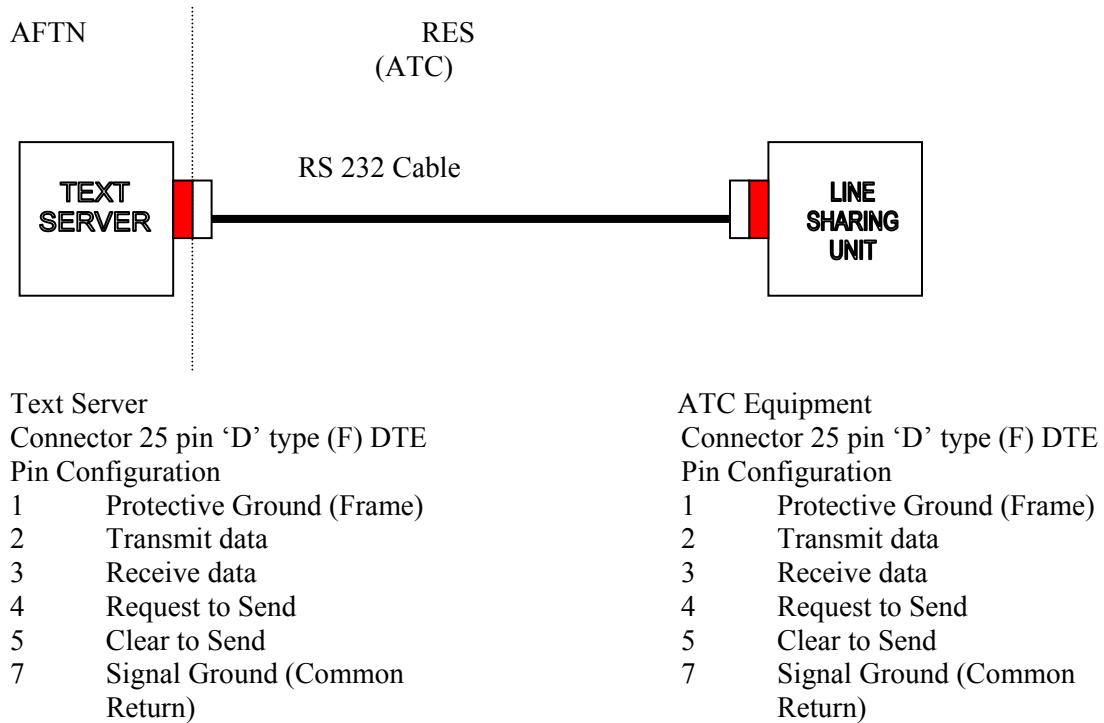 AFTN
RES
(ATC)
RS 232 Cable
TEXT
SERVER
LINE
SHARING
UNIT
Text Server
Connector 25 pin ‘D’ type (F) DTE
Pin Configuration
1 Protective Ground (Frame)
2 Transmit data
3 Receive data
4 Request to Send
5 Clear to Send
7 Signal Ground (Common
Return)
ATC Equipment
Connector 25 pin ‘D’ type (F) DTE
Pin Configuration
1 Protective Ground (Frame)
2 Transmit data
3 Receive data
4 Request to Send
5 Clear to Send
7 Signal Ground (Common
Return)